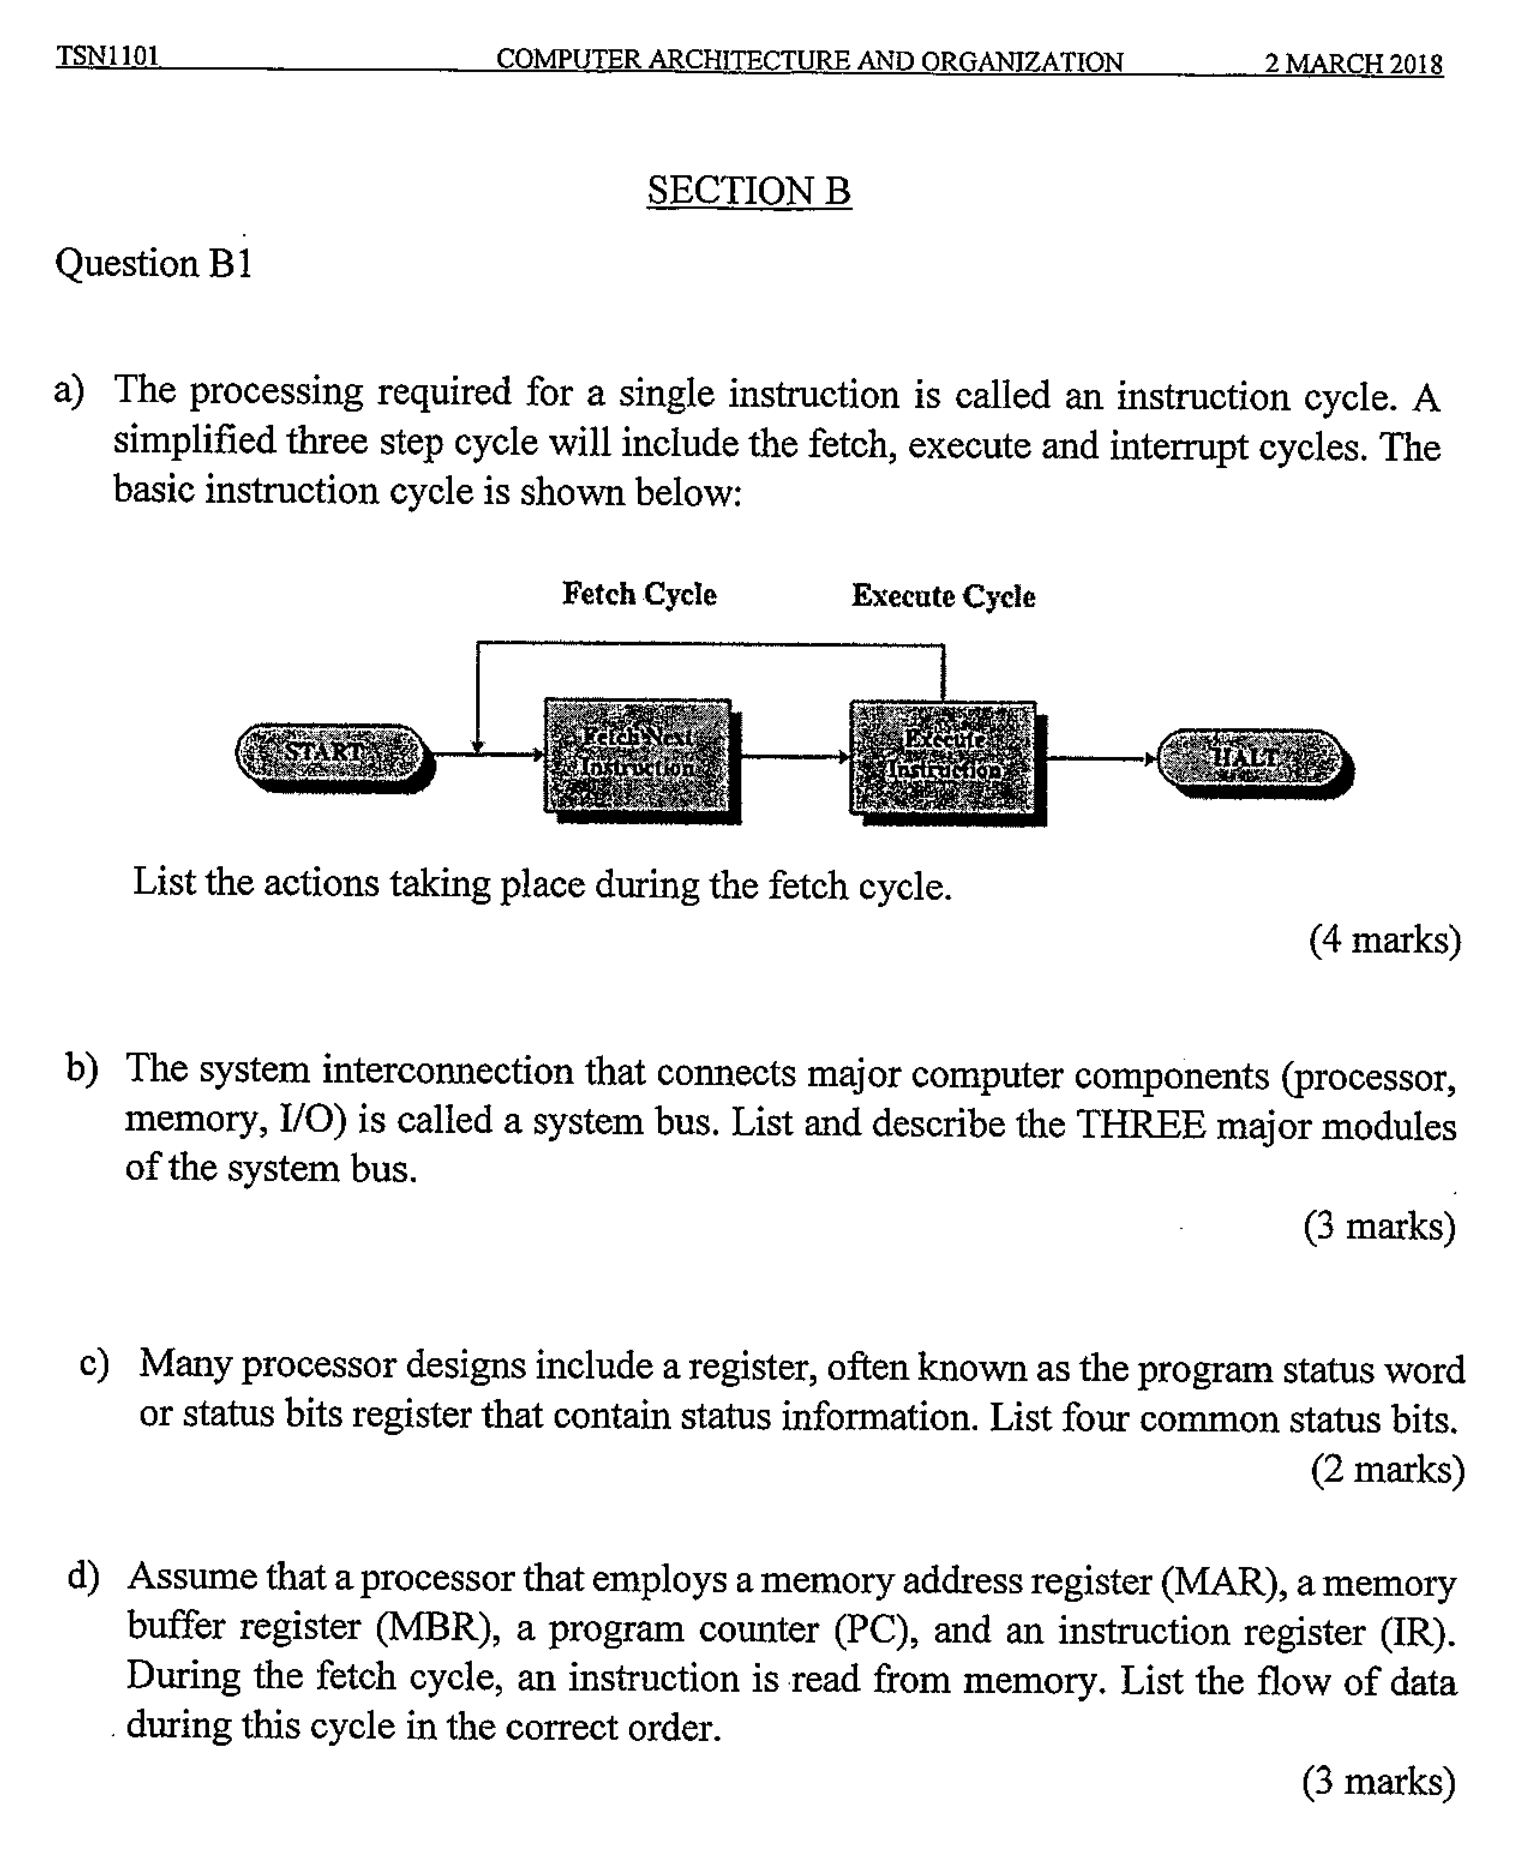 TSN1101 COMPUTER ARCHITECTURE AND ORGANIZATION 2 MARCH 2018
SECTION B
Question B1
a) The processing required for a single instruction is called an instruction cycle. A
simplified three step cycle will include the fetch, execute and interrupt cycles. The
basic instruction cycle is shown below:
Fetch Cycle Execute Cycle
START
Fetch Next
Instruction
Execute
Instruction
HALT
List the actions taking place during the fetch cycle.
(4 marks)
b) The system interconnection that connects major computer components (processor,
memory, I/O) is called a system bus. List and describe the THREE major modules
of the system bus.
(3 marks)
c) Many processor designs include a register, often known as the program status word
or status bits register that contain status information. List four common status bits.
(2 marks)
d) Assume that a processor that employs a memory address register (MAR), a memory
buffer register (MBR), a program counter (PC), and an instruction register (IR).
During the fetch cycle, an instruction is read from memory. List the flow of data
during this cycle in the correct order.
(3 marks)